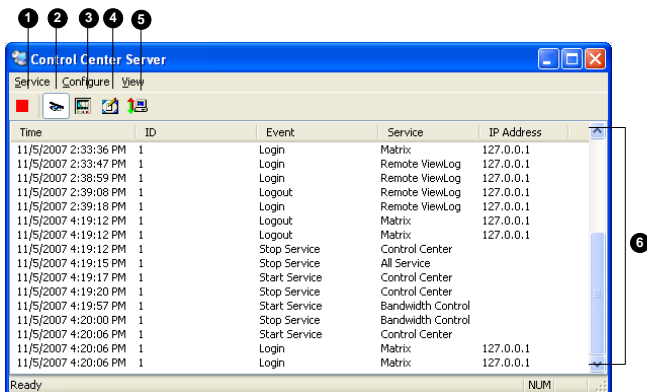 1 2 3 4 5
Control Center Server
Service Configure View
Time ID Event Service IP Address
11/5/2007 2:33:36 PM 1 Login Matrix 127.0.0.1
11/5/2007 2:33:47 PM 1 Login Remote ViewLog 127.0.0.1
11/5/2007 2:38:59 PM 1 Login Remote ViewLog 127.0.0.1
11/5/2007 2:39:08 PM 1 Logout Remote ViewLog 127.0.0.1
11/5/2007 2:39:18 PM 1 Login Remote ViewLog 127.0.0.1
11/5/2007 4:19:12 PM 1 Logout Matrix 127.0.0.1
11/5/2007 4:19:12 PM 1 Logout Matrix 127.0.0.1
11/5/2007 4:19:12 PM 1 Stop Service Control Center
11/5/2007 4:19:15 PM 1 Stop Service All Service
11/5/2007 4:19:17 PM 1 Start Service Control Center
11/5/2007 4:19:20 PM 1 Stop Service Control Center
11/5/2007 4:19:57 PM 1 Start Service Bandwidth Control
11/5/2007 4:20:00 PM 1 Stop Service Bandwidth Control
11/5/2007 4:20:06 PM 1 Start Service Control Center
11/5/2007 4:20:06 PM 1 Login Matrix 127.0.0.1
11/5/2007 4:20:06 PM 1 Login Matrix 127.0.0.1
6
Ready NUM